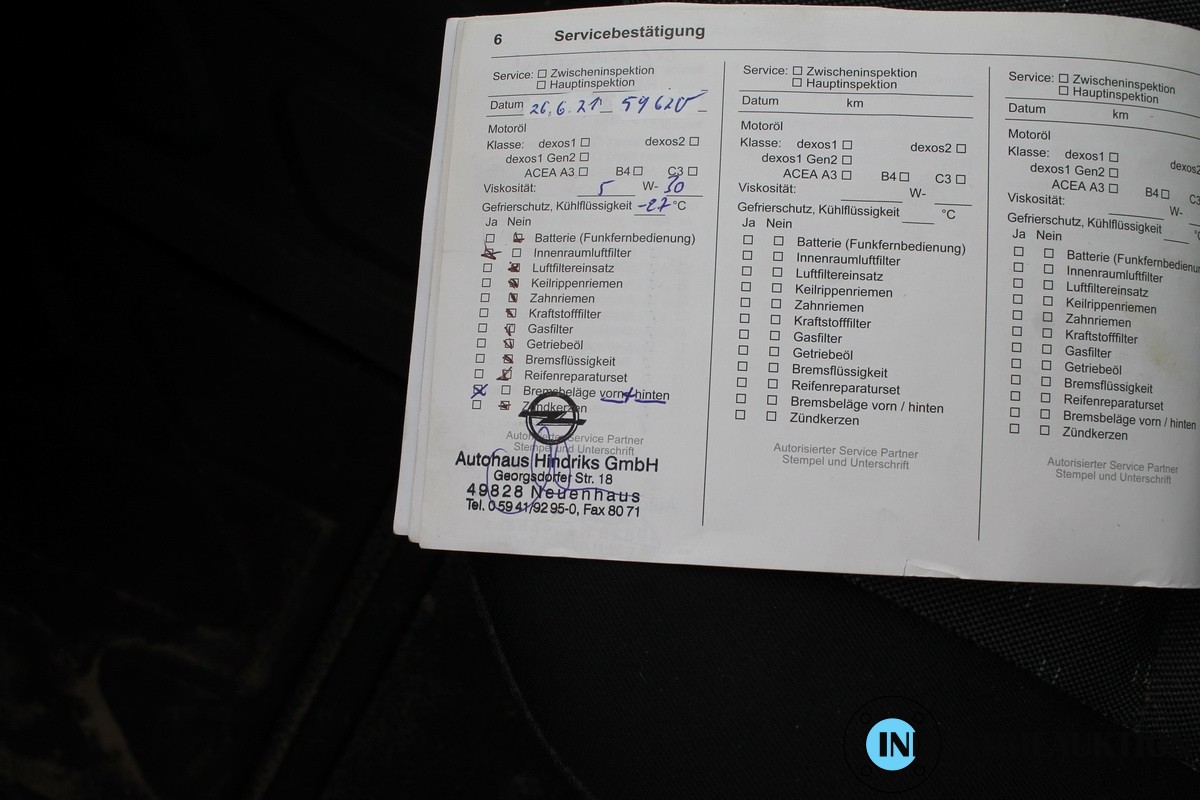 6 Servicebestätigung
Service: ☐ Zwischeninspektion
☐ Hauptinspektion
Datum 26.6.21 59620
Motoröl
Klasse: dexos1 ☐ dexos2 ☐
dexos1 Gen2 ☐
ACEA A3 ☐ B4 ☐ C3 ☐
Viskosität: 5 W- 30
Gefrierschutz, Kühlflüssigkeit -27 °C
Ja Nein
☐ ☒ Batterie (Funkfernbedienung)
☒ ☐ Innenraumluftfilter
☐ ☒ Luftfiltereinsatz
☐ ☒ Keilrippenriemen
☐ ☒ Zahnriemen
☐ ☒ Kraftstofffilter
☐ ☒ Gasfilter
☐ ☒ Getriebeöl
☐ ☒ Bremsflüssigkeit
☐ ☒ Reifenreparaturset
☒ ☐ Bremsbeläge vorn + hinten
☐ ☒ Zündkerzen
Autorisierter Service Partner
Stempel und Unterschrift
Autohaus Hindriks GmbH
Georgsdorfer Str. 18
49828 Neuenhaus
Tel. 0 59 41/92 95-0, Fax 80 71
Service: ☐ Zwischeninspektion
☐ Hauptinspektion
Datum km
Motoröl
Klasse: dexos1 ☐ dexos2 ☐
dexos1 Gen2 ☐
ACEA A3 ☐ B4 ☐ C3 ☐
Viskosität: W-
Gefrierschutz, Kühlflüssigkeit °C
Ja Nein
☐ ☐ Batterie (Funkfernbedienung)
☐ ☐ Innenraumluftfilter
☐ ☐ Luftfiltereinsatz
☐ ☐ Keilrippenriemen
☐ ☐ Zahnriemen
☐ ☐ Kraftstofffilter
☐ ☐ Gasfilter
☐ ☐ Getriebeöl
☐ ☐ Bremsflüssigkeit
☐ ☐ Reifenreparaturset
☐ ☐ Bremsbeläge vorn / hinten
☐ ☐ Zündkerzen
Autorisierter Service Partner
Stempel und Unterschrift
Service: ☐ Zwischeninspektion
☐ Hauptinspektion
Datum km
Motoröl
Klasse: dexos1 ☐ dexos2
dexos1 Gen2 ☐
ACEA A3 ☐ B4 ☐ C3
Viskosität: W-
Gefrierschutz, Kühlflüssigkeit °
Ja Nein
☐ ☐ Batterie (Funkfernbedienu
☐ ☐ Innenraumluftfilter
☐ ☐ Luftfiltereinsatz
☐ ☐ Keilrippenriemen
☐ ☐ Zahnriemen
☐ ☐ Kraftstofffilter
☐ ☐ Gasfilter
☐ ☐ Getriebeöl
☐ ☐ Bremsflüssigkeit
☐ ☐ Reifenreparaturset
☐ ☐ Bremsbeläge vorn / hinten
☐ ☐ Zündkerzen
Autorisierter Service Partner
Stempel und Unterschrift
IN